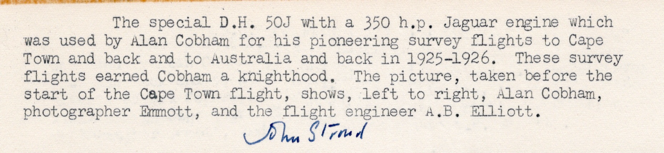 The special D.H. 50J with a 350 h.p. Jaguar engine which
was used by Alan Cobham for his pioneering survey flights to Cape
Town and back and to Australia and back in 1925-1926. These survey
flights earned Cobham a knighthood. The picture, taken before the
start of the Cape Town flight, shows, left to right, Alan Cobham,
photographer Emmott, and the flight engineer A.B. Elliott.
John Stroud